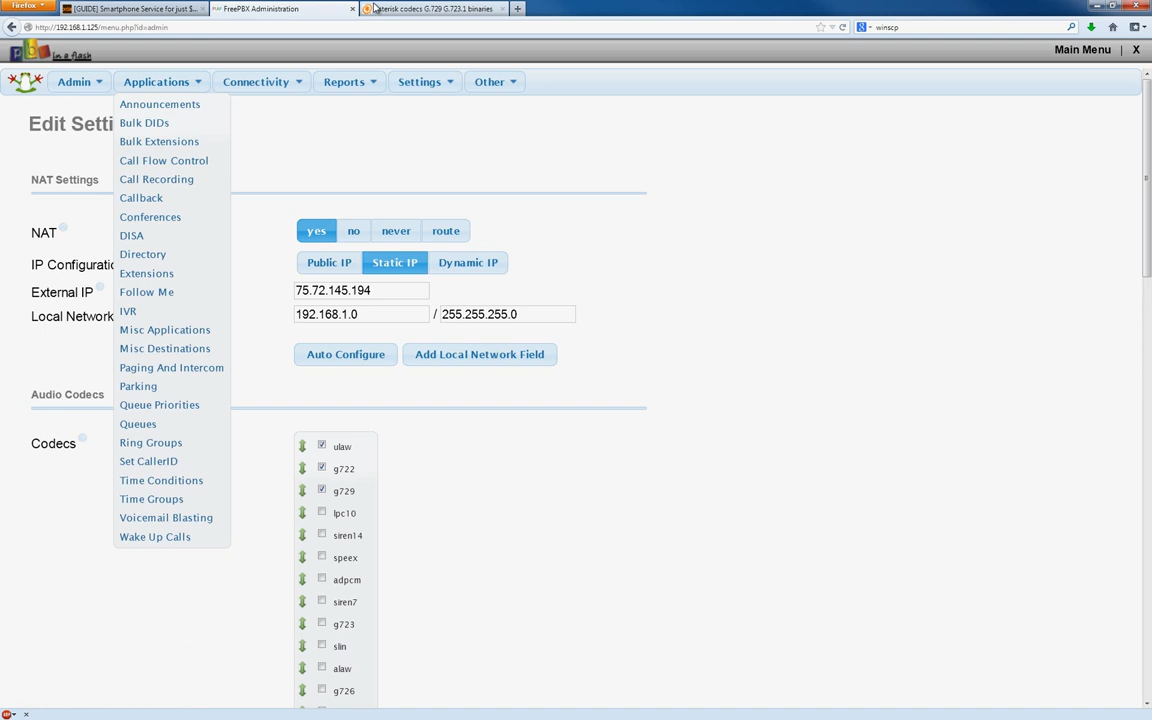 Firefox
[GUIDE] Smartphone Service for just $...
FreePBX Administration
Asterisk codecs G.729 G.723.1 binaries
http://192.168.1.125/menu.php?id=admin
winscp
pbx in a flash
Main Menu | X
Admin Applications Connectivity Reports Settings Other
Announcements
Bulk DIDs
Bulk Extensions
Call Flow Control
Call Recording
Callback
Conferences
DISA
Directory
Extensions
Follow Me
IVR
Misc Applications
Misc Destinations
Paging And Intercom
Parking
Queue Priorities
Queues
Ring Groups
Set CallerID
Time Conditions
Time Groups
Voicemail Blasting
Wake Up Calls
Edit Setti
NAT Settings
NAT
yes no never route
IP Configuratio
Public IP Static IP Dynamic IP
External IP
75.72.145.194
Local Network
192.168.1.0 / 255.255.255.0
Auto Configure Add Local Network Field
Audio Codecs
Codecs
ulaw
g722
g729
lpc10
siren14
speex
adpcm
siren7
g723
slin
alaw
g726